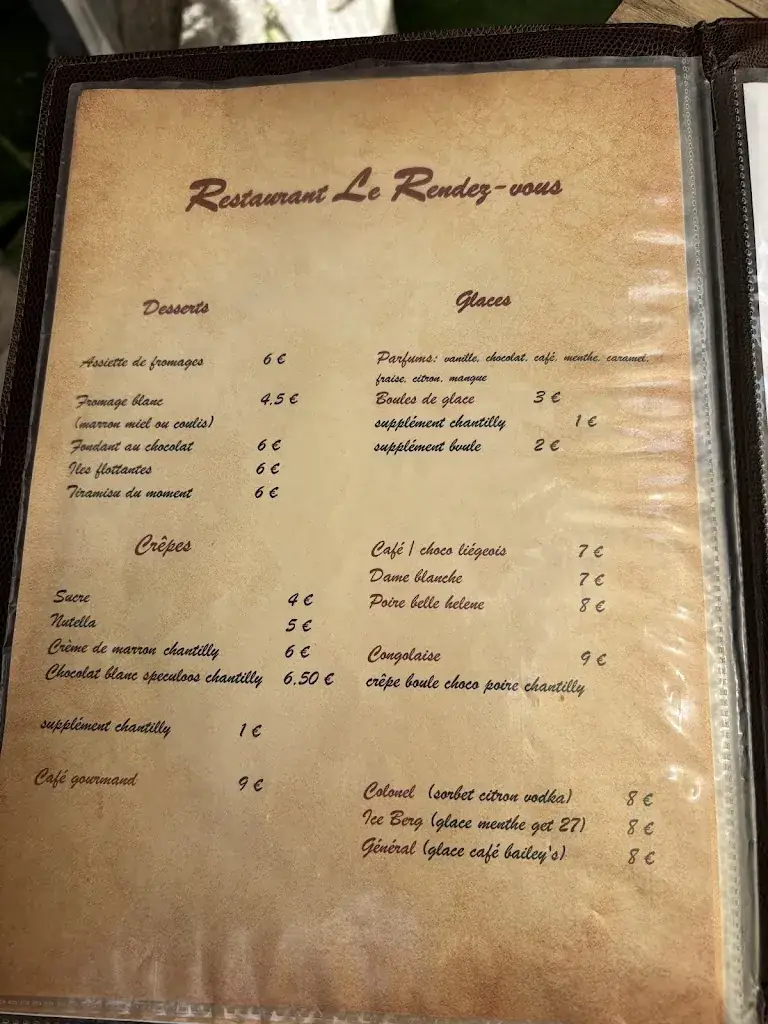 Restaurant Le Rendez-vous
Desserts
Assiette de fromages 6 €
Fromage blanc 4,5 €
(marron miel ou coulis)
Fondant au chocolat 6 €
Iles flottantes 6 €
Tiramisu du moment 6 €
Crêpes
Sucre 4 €
Nutella 5 €
Crème de marron chantilly 6 €
Chocolat blanc speculoos chantilly 6,50 €
supplément chantilly 1 €
Café gourmand 9 €
Glaces
Parfums: vanille, chocolat, café, menthe, caramel,
fraise, citron, mangue
Boules de glace 3 €
supplément chantilly 1 €
supplément boule 2 €
Café / choco liégeois 7 €
Dame blanche 7 €
Poire belle helene 8 €
Congolaise 9 €
crêpe boule choco poire chantilly
Colonel (sorbet citron vodka) 8 €
Ice Berg (glace menthe get 27) 8 €
Général (glace café bailey's) 8 €